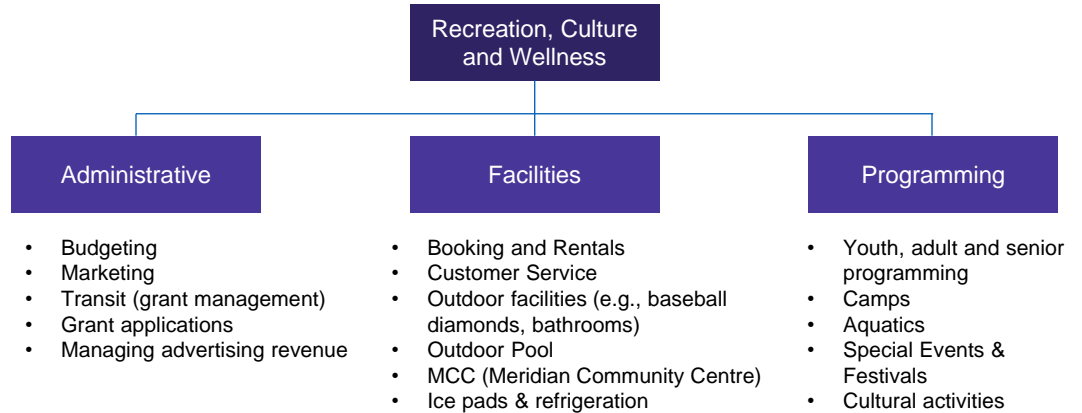 Recreation, Culture
and Wellness
Administrative
Facilities
Programming
• Budgeting
• Marketing
• Transit (grant management)
• Grant applications
• Managing advertising revenue
• Booking and Rentals
• Customer Service
• Outdoor facilities (e.g., baseball
diamonds, bathrooms)
• Outdoor Pool
• MCC (Meridian Community Centre)
• Ice pads & refrigeration
• Youth, adult and senior
programming
• Camps
• Aquatics
• Special Events &
Festivals
• Cultural activities